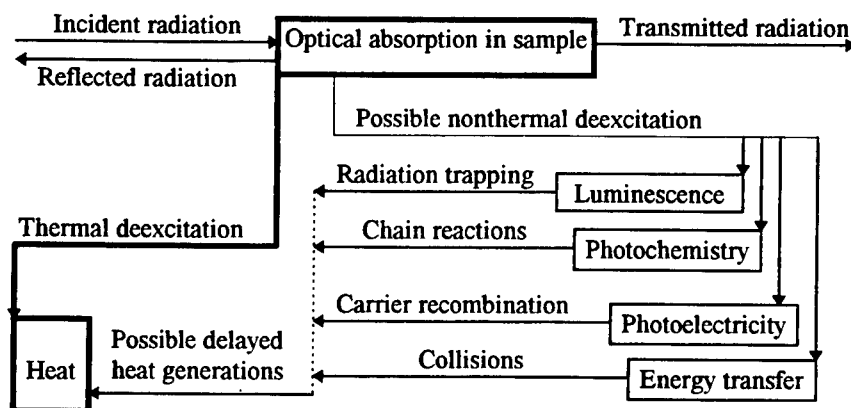 Incident radiation
Optical absorption in sample
Transmitted radiation
Reflected radiation
Possible nonthermal deexcitation
Radiation trapping
Luminescence
Thermal deexcitation
Chain reactions
Photochemistry
Carrier recombination
Photoelectricity
Heat
Possible delayed
heat generations
Collisions
Energy transfer